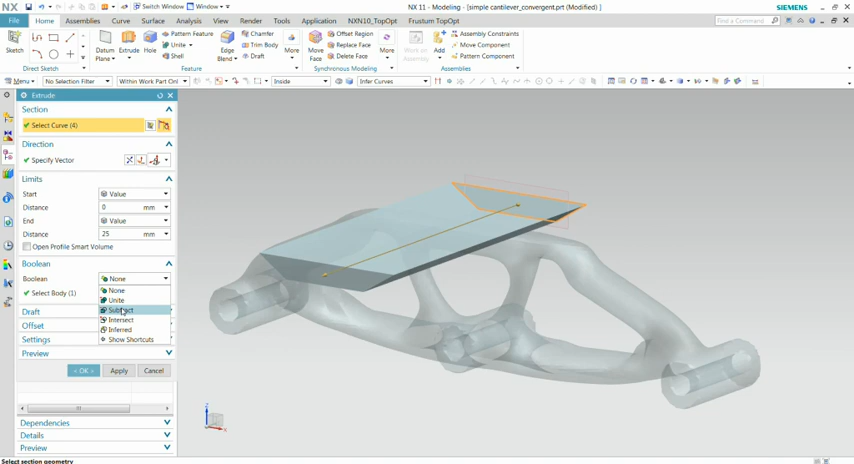 NX
Switch Window
Window
NX 11 - Modeling - [simple cantilever_convergent.prt (Modified) ]
SIEMENS
File
Home
Assemblies
Curve
Surface
Analysis
View
Render
Tools
Application
NXN10_TopOpt
Frustum TopOpt
Find a Command
Sketch
Direct Sketch
Datum Plane
Extrude
Hole
Pattern Feature
Unite
Shell
Edge Blend
Chamfer
Trim Body
Draft
More
Feature
Move Face
Offset Region
Replace Face
Delete Face
More
Synchronous Modeling
Work on Assembly
Add
Assembly Constraints
Move Component
Pattern Component
Assemblies
Menu
No Selection Filter
Within Work Part Onl
Inside
Infer Curves
Extrude
Section
Select Curve (4)
Direction
Specify Vector
Limits
Start
Value
Distance
0
mm
End
Value
Distance
25
mm
Open Profile Smart Volume
Boolean
Boolean
None
None
Select Body (1)
Unite
Draft
Subtract
Intersect
Offset
Inferred
Settings
Show Shortcuts
Preview
< OK >
Apply
Cancel
Dependencies
Details
Preview
Select section geometry
Z
X